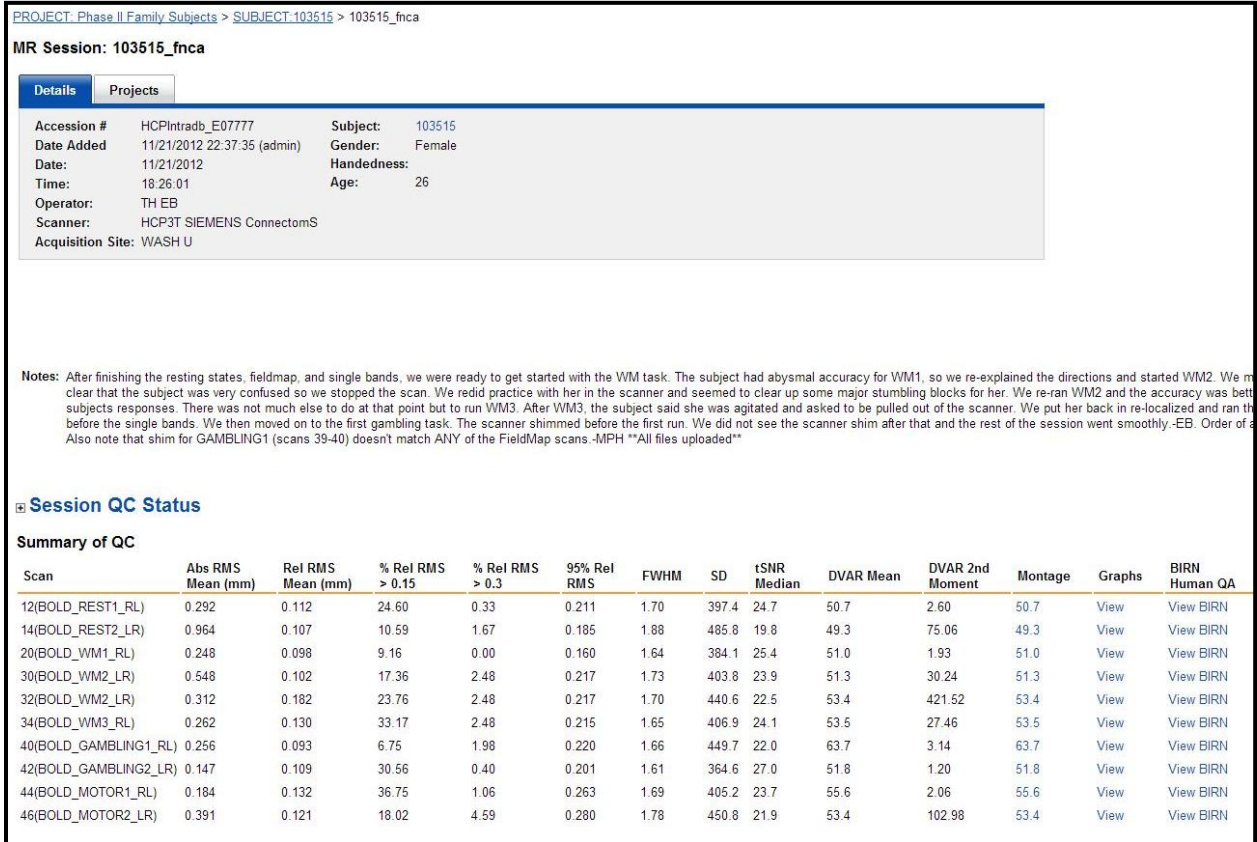 PROJECT: Phase II Family Subjects > SUBJECT:103515 > 103515_fnca
MR Session: 103515_fnca
Details Projects
Accession # HCPIntradb_E07777 Subject: 103515
Date Added 11/21/2012 22:37:35 (admin) Gender: Female
Date: 11/21/2012 Handedness:
Time: 18:26:01 Age: 26
Operator: TH EB
Scanner: HCP3T SIEMENS ConnectomS
Acquisition Site: WASH U
Notes: After finishing the resting states, fieldmap, and single bands, we were ready to get started with the WM task. The subject had abysmal accuracy for WM1, so we re-explained the directions and started WM2. We
clear that the subject was very confused so we stopped the scan. We redid practice with her in the scanner and seemed to clear up some major stumbling blocks for her. We re-ran WM2 and the accuracy was
subjects responses. There was not much else to do at that point but to run WM3. After WM3, the subject said she was agitated and asked to be pulled out of the scanner. We put her back in re-localized and ran
before the single bands. We then moved on to the first gambling task. The scanner shimmed before the first run. We did not see the scanner shim after that and the rest of the session went smoothly.-EB. Order of
Also note that shim for GAMBLING1 (scans 39-40) doesn't match ANY of the FieldMap scans.-MPH **All files uploaded**
Session QC Status
Summary of QC
Scan Abs RMS Mean (mm) Rel RMS Mean (mm) % Rel RMS > 0.15 % Rel RMS > 0.3 95% Rel RMS FWHM SD tSNR Median DVAR Mean DVAR 2nd Moment Montage Graphs BIRN Human QA
12(BOLD_REST1_RL) 0.292 0.112 24.60 0.33 0.211 1.70 397.4 24.7 50.7 2.60 50.7 View View BIRN
14(BOLD_REST2_LR) 0.964 0.107 10.59 1.67 0.185 1.88 485.8 19.8 49.3 75.06 49.3 View View BIRN
20(BOLD_WM1_RL) 0.248 0.098 9.16 0.00 0.160 1.64 384.1 25.4 51.0 1.93 51.0 View View BIRN
30(BOLD_WM2_LR) 0.548 0.102 17.36 2.48 0.217 1.73 403.8 23.9 51.3 30.24 51.3 View View BIRN
32(BOLD_WM2_LR) 0.312 0.182 23.76 2.48 0.217 1.70 440.6 22.5 53.4 421.52 53.4 View View BIRN
34(BOLD_WM3_RL) 0.262 0.130 33.17 2.48 0.215 1.65 406.9 24.1 53.5 27.46 53.5 View View BIRN
40(BOLD_GAMBLING1_RL) 0.256 0.093 6.75 1.98 0.220 1.66 449.7 22.0 63.7 3.14 63.7 View View BIRN
42(BOLD_GAMBLING2_LR) 0.147 0.109 30.56 0.40 0.201 1.61 364.6 27.0 51.8 1.20 51.8 View View BIRN
44(BOLD_MOTOR1_RL) 0.184 0.132 36.75 1.06 0.263 1.69 405.2 23.7 55.6 2.06 55.6 View View BIRN
46(BOLD_MOTOR2_LR) 0.391 0.121 18.02 4.59 0.280 1.78 450.8 21.9 53.4 102.98 53.4 View View BIRN